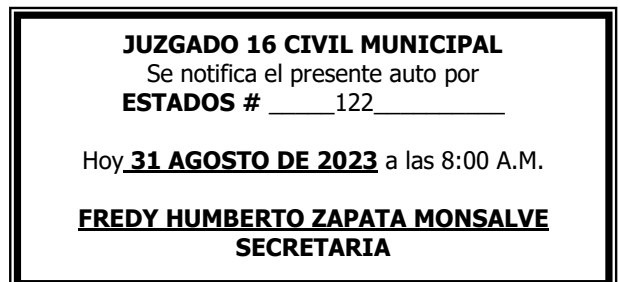 JUZGADO 16 CIVIL MUNICIPAL
Se notifica el presente auto por
ESTADOS # _____122__________
Hoy 31 AGOSTO DE 2023 a las 8:00 A.M.
FREDY HUMBERTO ZAPATA MONSALVE
SECRETARIA